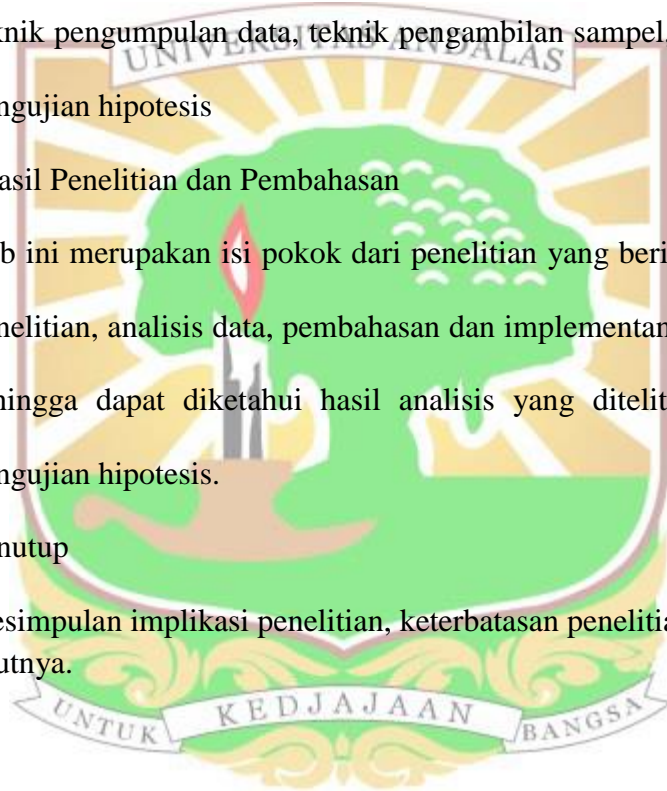 knik pengumpulan data, teknik pengambilan sampel,
UNIVERSITAS ANDALAS
ngujian hipotesis
asil Penelitian dan Pembahasan
b ini merupakan isi pokok dari penelitian yang beri
nelitian, analisis data, pembahasan dan implementan
hingga dapat diketahui hasil analisis yang ditelit
ngujian hipotesis.
nutup
esimpulan implikasi penelitian, keterbatasan penelitia
utnya.
UNTUK KEDJAJAAN BANGSA